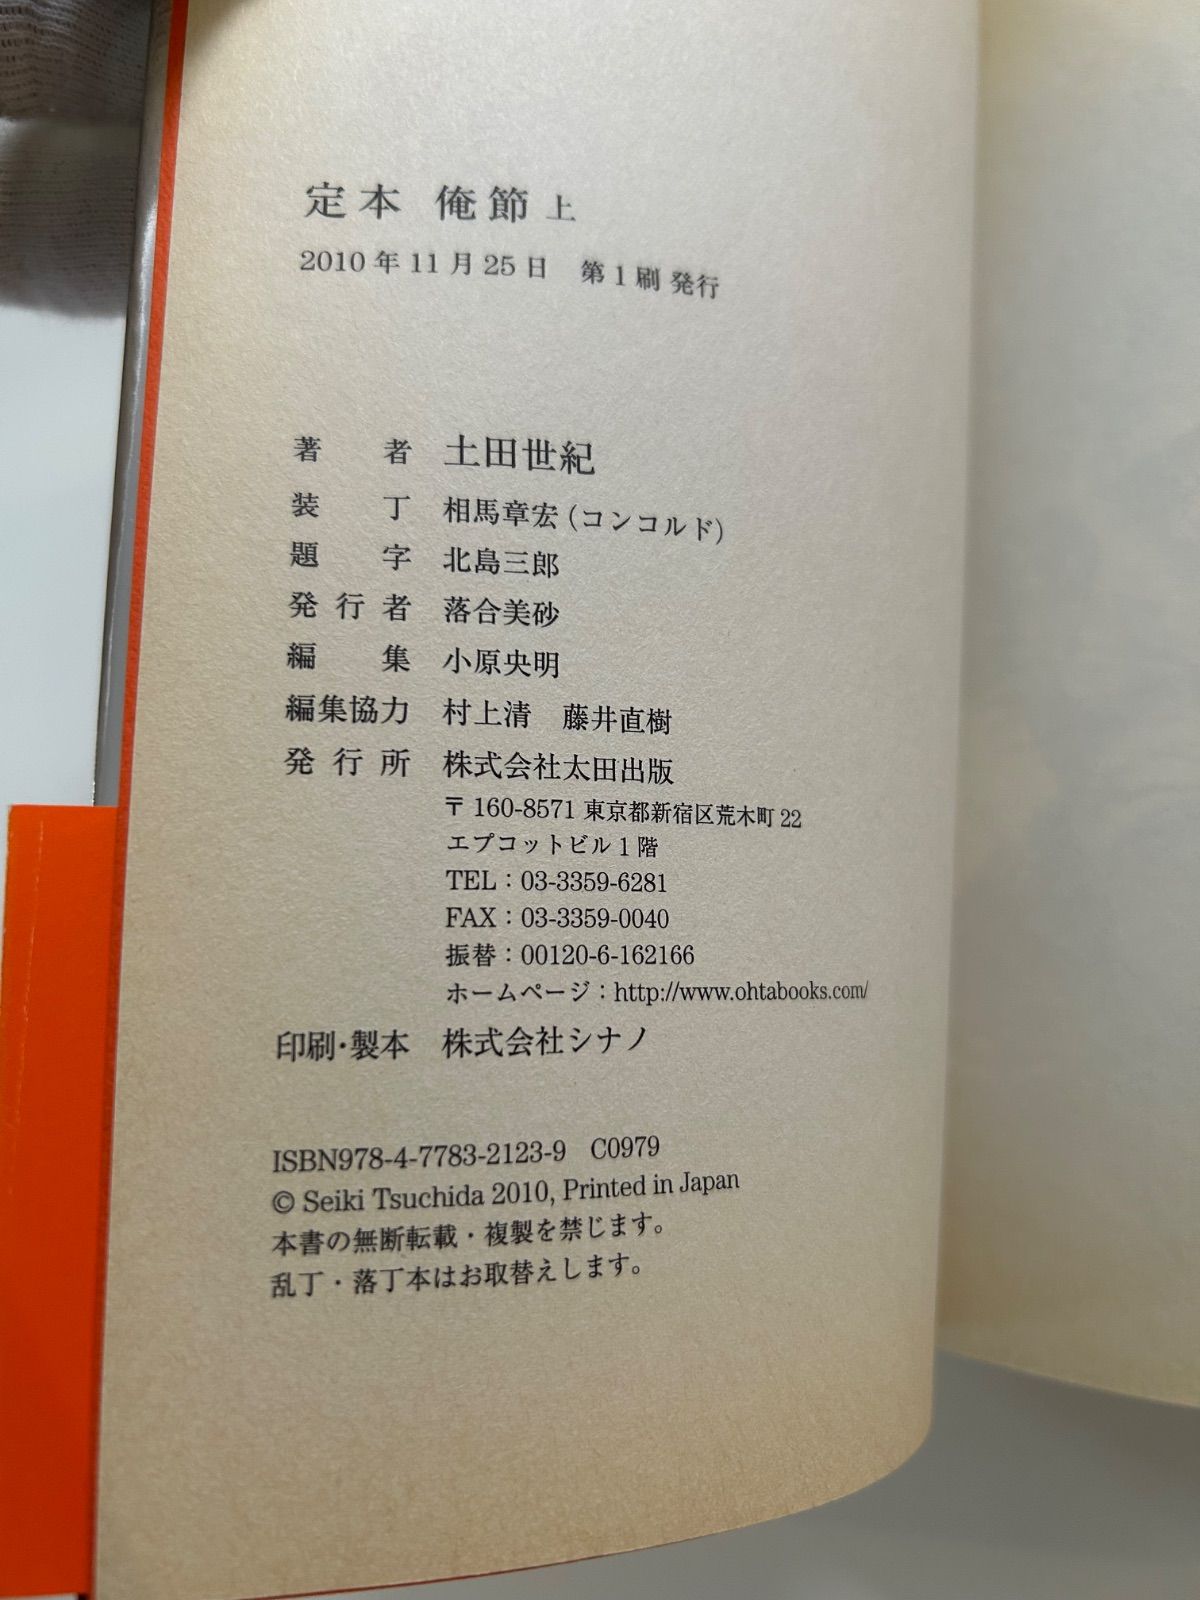 定本 俺節 上
2010年11月25日 第1刷 発行
著者 土田世紀
装丁 相馬章宏(コンコルド)
題字 北島三郎
発行者 落合美砂
編集 小原央明
編集協力 村上清 藤井直樹
発行所 株式会社太田出版
〒160-8571 東京都新宿区荒木町22
エプコットビル1階
TEL：03-3359-6281
FAX：03-3359-0040
振替：00120-6-162166
ホームページ：http://www.ohtabooks.com/
印刷・製本 株式会社シナノ
ISBN978-4-7783-2123-9 C0979
© Seiki Tsuchida 2010, Printed in Japan
本書の無断転載・複製を禁じます。
乱丁・落丁本はお取替えします。